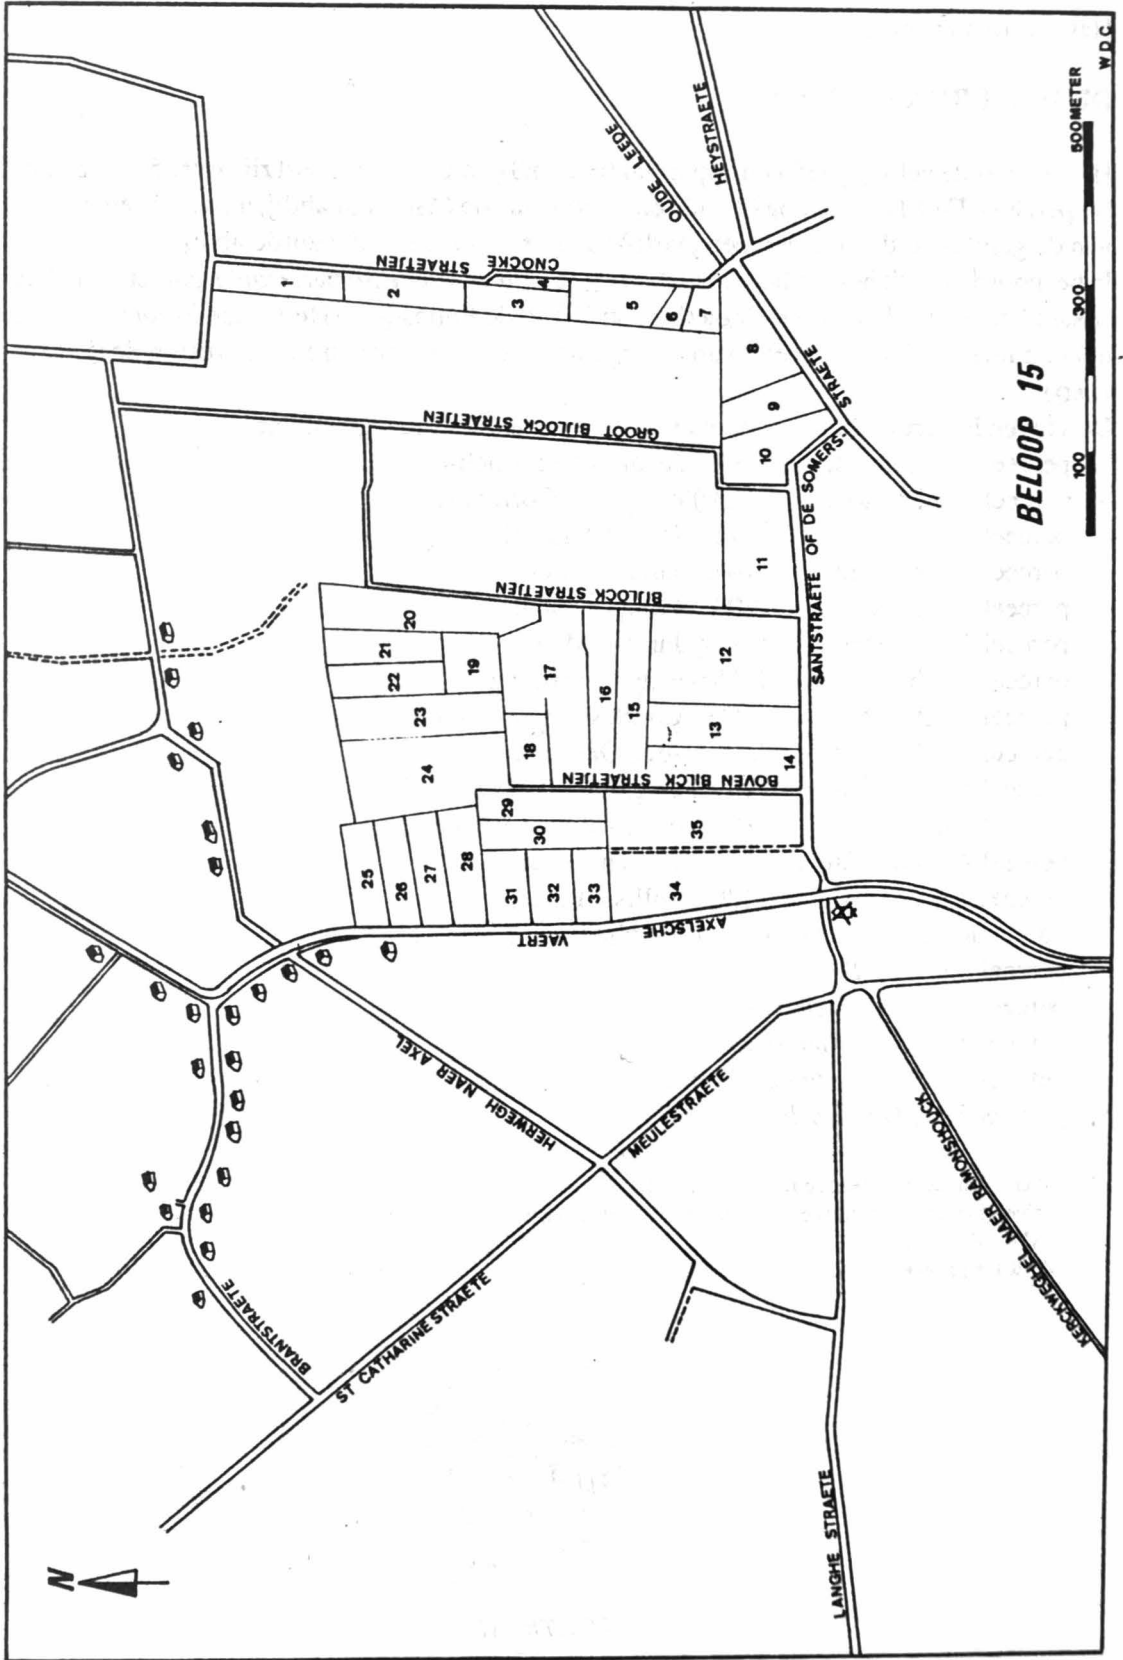 N
BRANTSTRAETE
ST CATHARINE STRAETE
LANGHE STRAETE
HERWEGH NAER AXEL
MEULESTRAETE
KERCKWEGHEL NAER RAMONSHOUCK
AXELSCHE
VAERT
BOVEN BILCK STRAETJEN
BIJLOCK STRAETJEN
GROOT BIJLOCK STRAETJEN
CNOCKE STRAETJEN
SANTSTRAETE OF DE SOMERS-
STRAETE
OUDE LEEDE
HEYSTRAETE
1
2
3
4
5
6
7
8
9
10
11
12
13
14
15
16
17
18
19
20
21
22
23
24
25
26
27
28
29
30
31
32
33
34
35
BELOOP 15
100
300
500METER
WDC